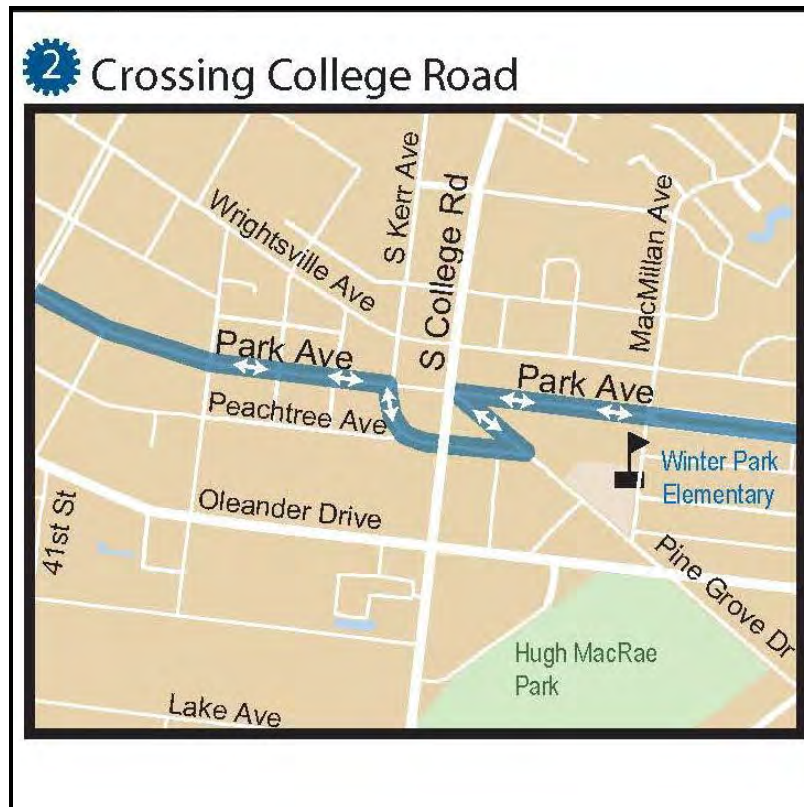 2 Crossing College Road
S Kerr Ave
Wrightsville Ave
S College Rd
MacMillan Ave
Park Ave
Park Ave
Peachtree Ave
Winter Park
Elementary
Oleander Drive
41st St
Pine Grove Dr
Hugh MacRae
Park
Lake Ave